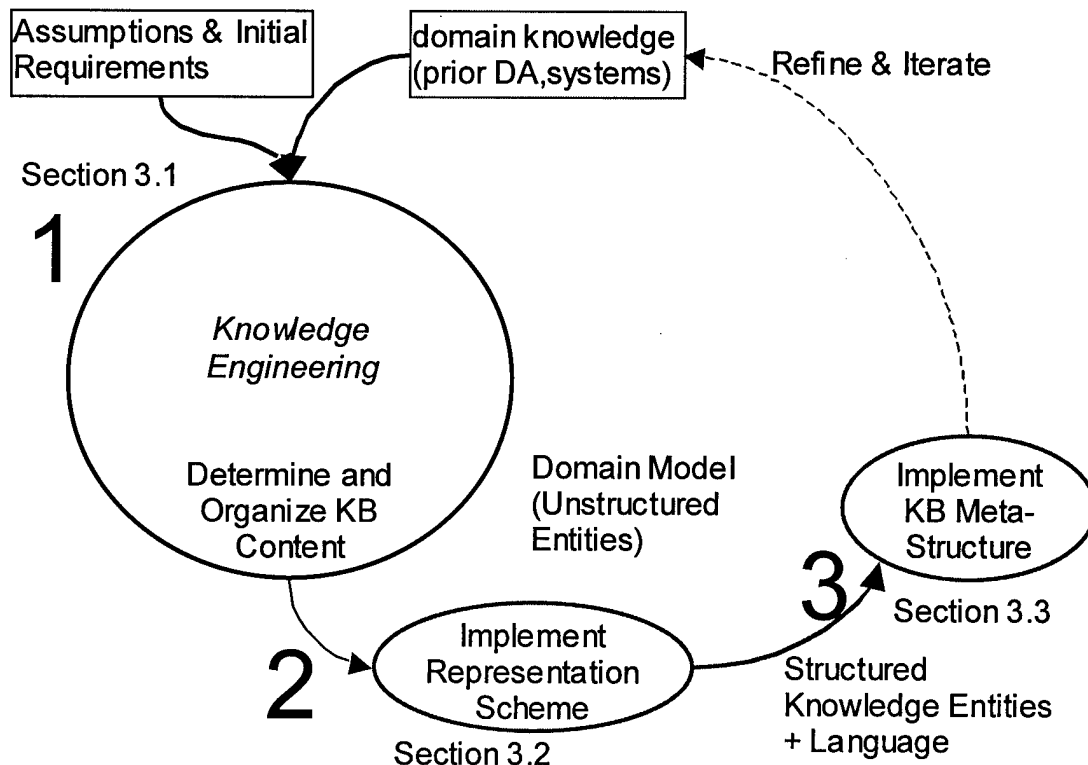 Assumptions & Initial
Requirements
domain knowledge
(prior DA,systems)
Refine & Iterate
Section 3.1
1
Knowledge
Engineering
Determine and
Organize KB
Content
Domain Model
(Unstructured
Entities)
Implement
KB Meta-
Structure
3
Section 3.3
2
Implement
Representation
Scheme
Section 3.2
Structured
Knowledge Entities
+ Language